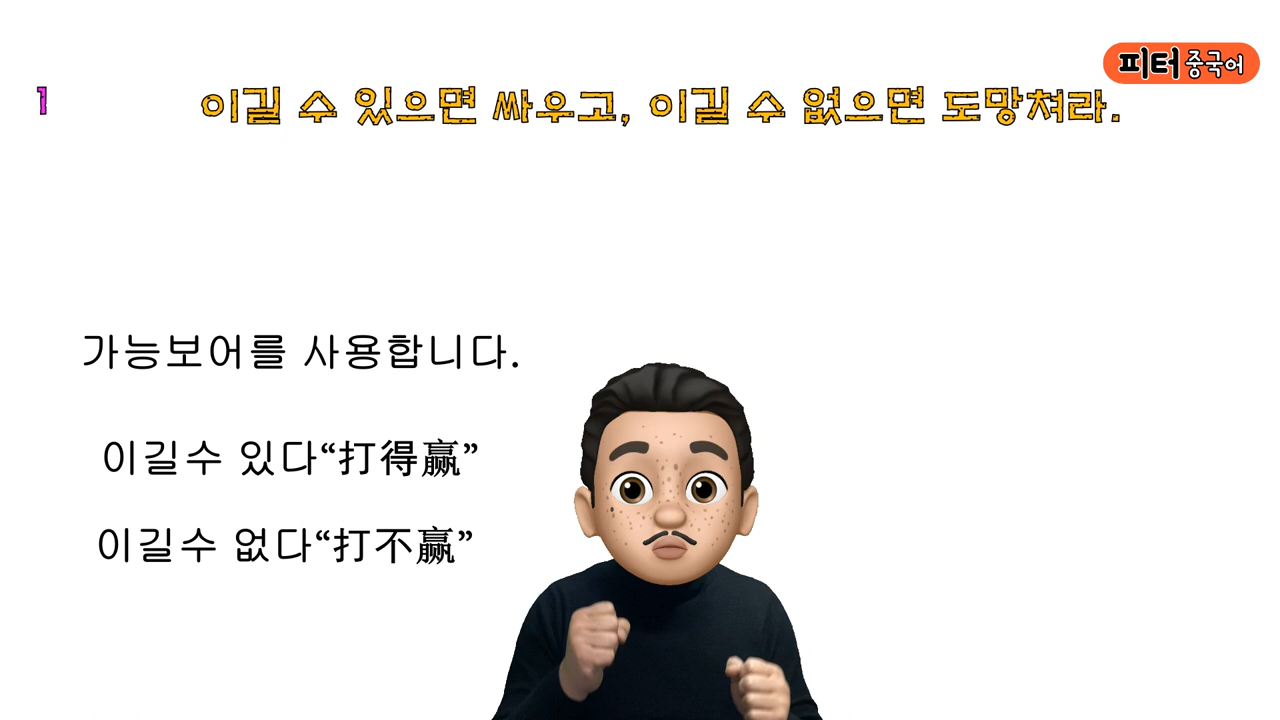 피터 중국어
1
이길 수 있으면 싸우고, 이길 수 없으면 도망쳐라.
가능보어를 사용합니다.
이길수 있다“打得赢”
이길수 없다“打不赢”